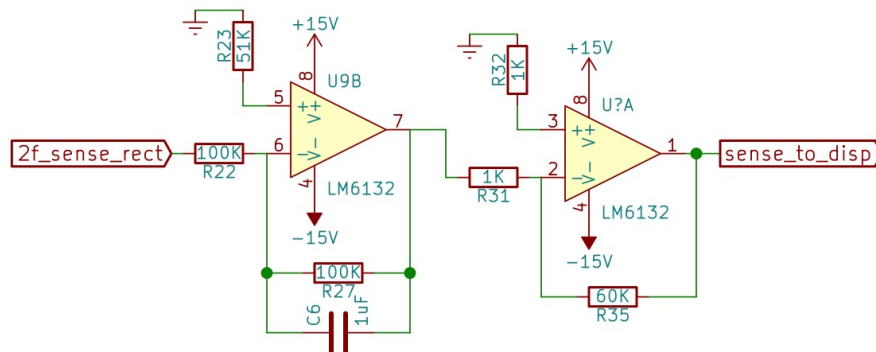 +15V
R23
51K
8
U9B
5
V+
7
6
V-
2f_sense_rect
100K
R22
4
LM6132
-15V
100K
R27
C6
1uF
+15V
R32
1K
8
U?A
3
V+
1
2
V-
sense_to_disp
1K
R31
4
LM6132
-15V
60K
R35